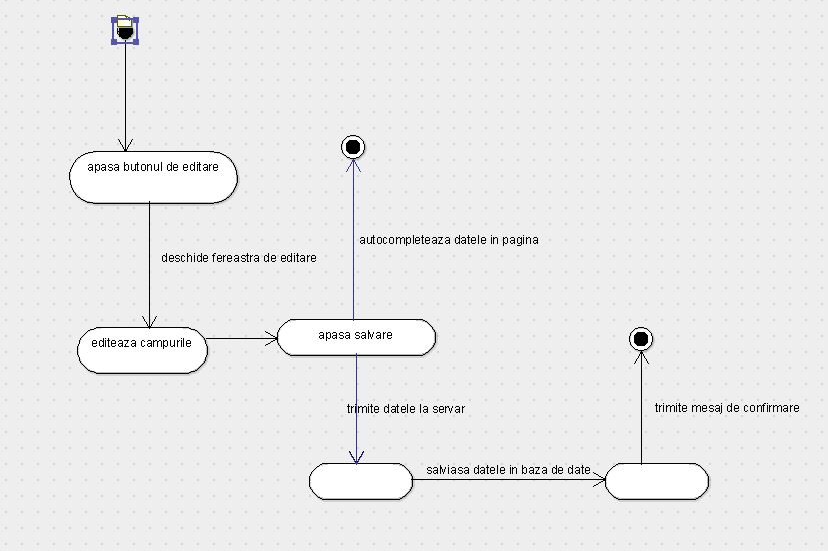 apasa butonul de editare
autocompleteaza datele in pagina
deschide fereastra de editare
editeaza campurile
apasa salvare
trimite datele la servar
trimite mesaj de confirmare
salviasa datele in baza de date